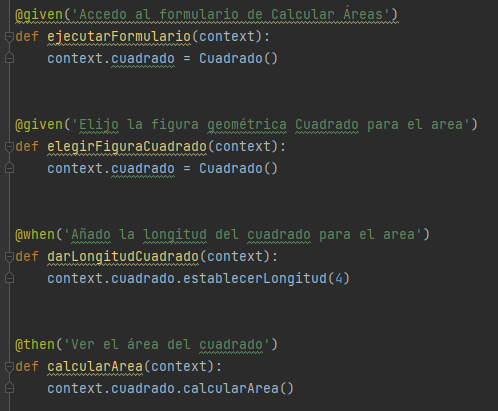 @given('Accedo al formulario de Calcular Áreas')
def ejecutarFormulario(context):
    context.cuadrado = Cuadrado()
@given('Elijo la figura geométrica Cuadrado para el area')
def elegirFiguraCuadrado(context):
    context.cuadrado = Cuadrado()
@when('Añado la longitud del cuadrado para el area')
def darLongitudCuadrado(context):
    context.cuadrado.establecerLongitud(4)
@then('Ver el área del cuadrado')
def calcularArea(context):
    context.cuadrado.calcularArea()